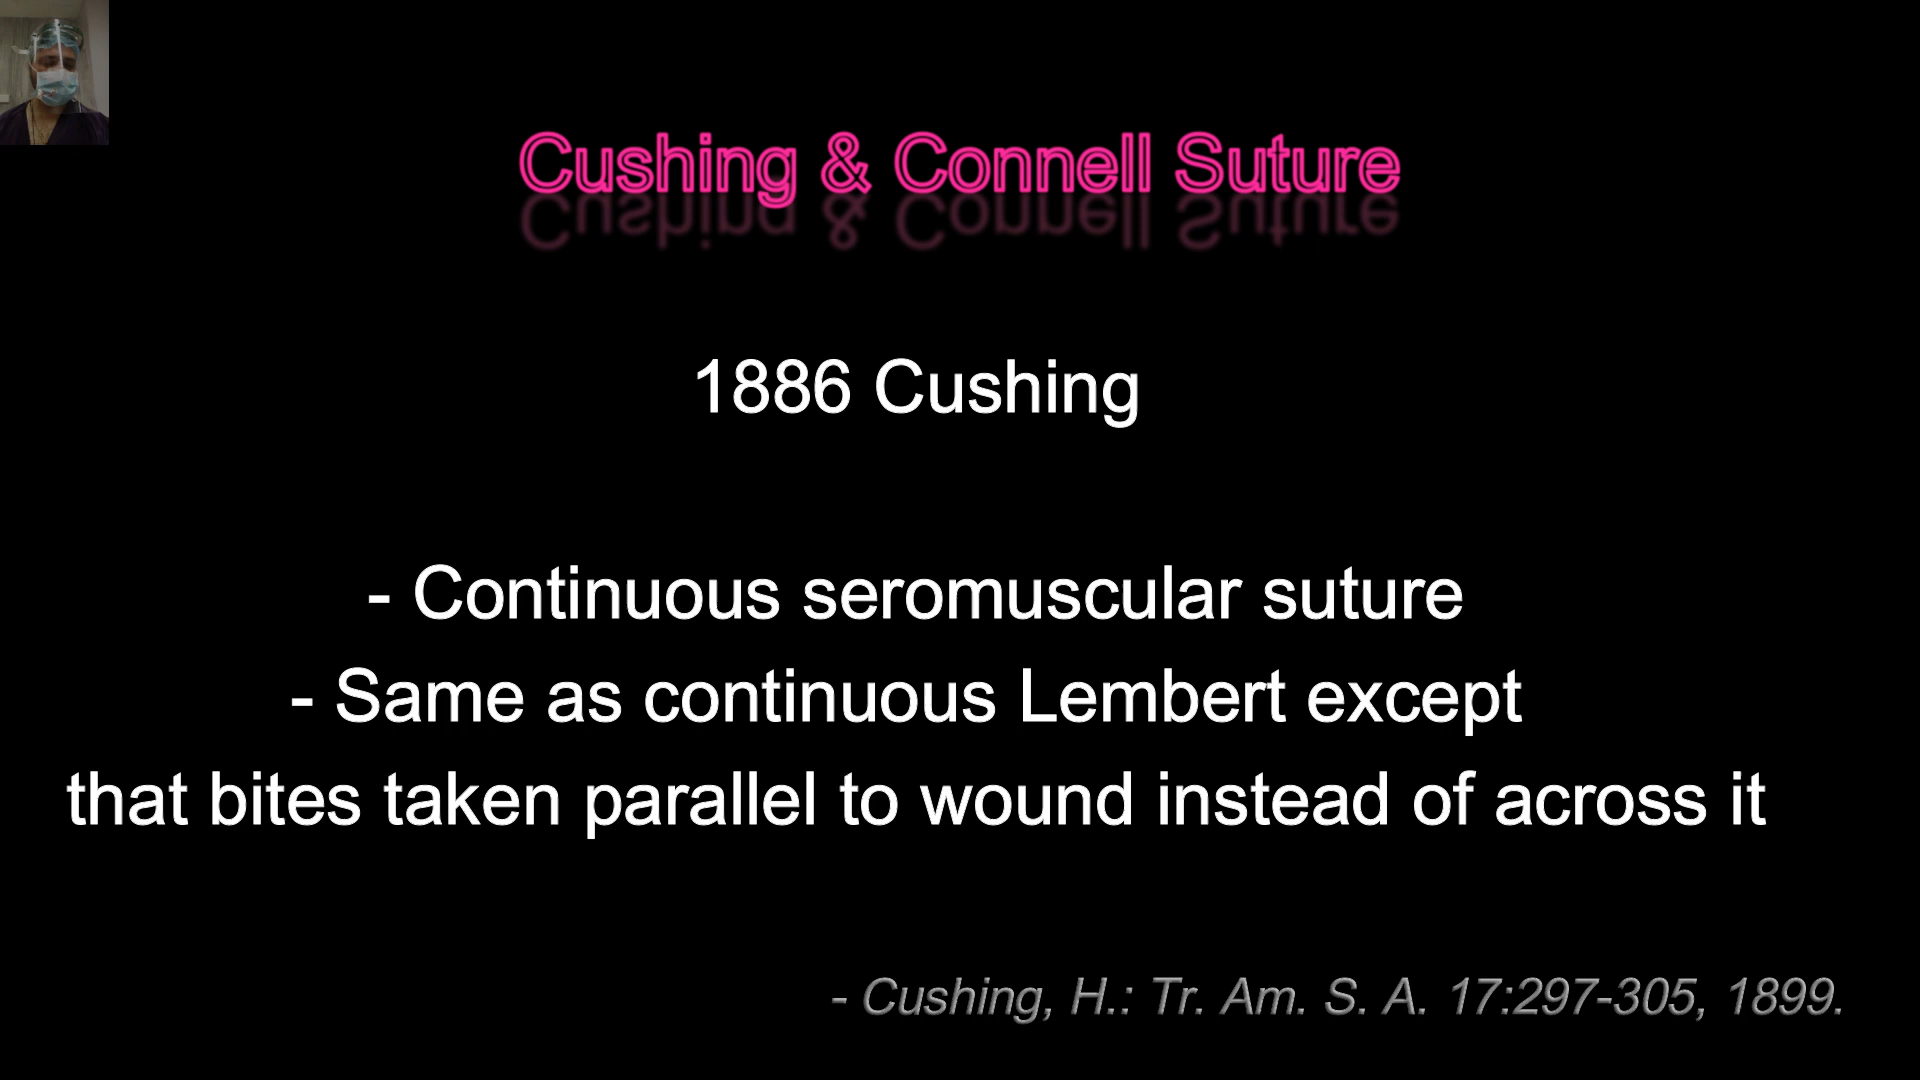 Cushing & Connell Suture
1886 Cushing
- Continuous seromuscular suture
- Same as continuous Lembert except
that bites taken parallel to wound instead of across it
- Cushing, H.: Tr. Am. S. A. 17:297-305, 1899.